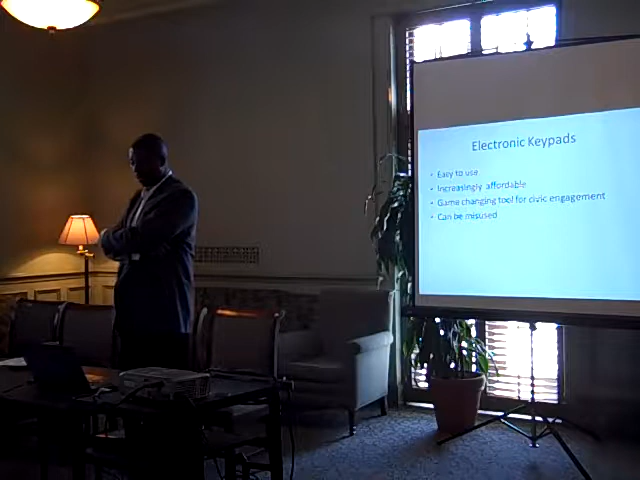 Electronic Keypads
• Easy to use
• Increasingly affordable
• Game changing tool for civic engagement
• Can be misused